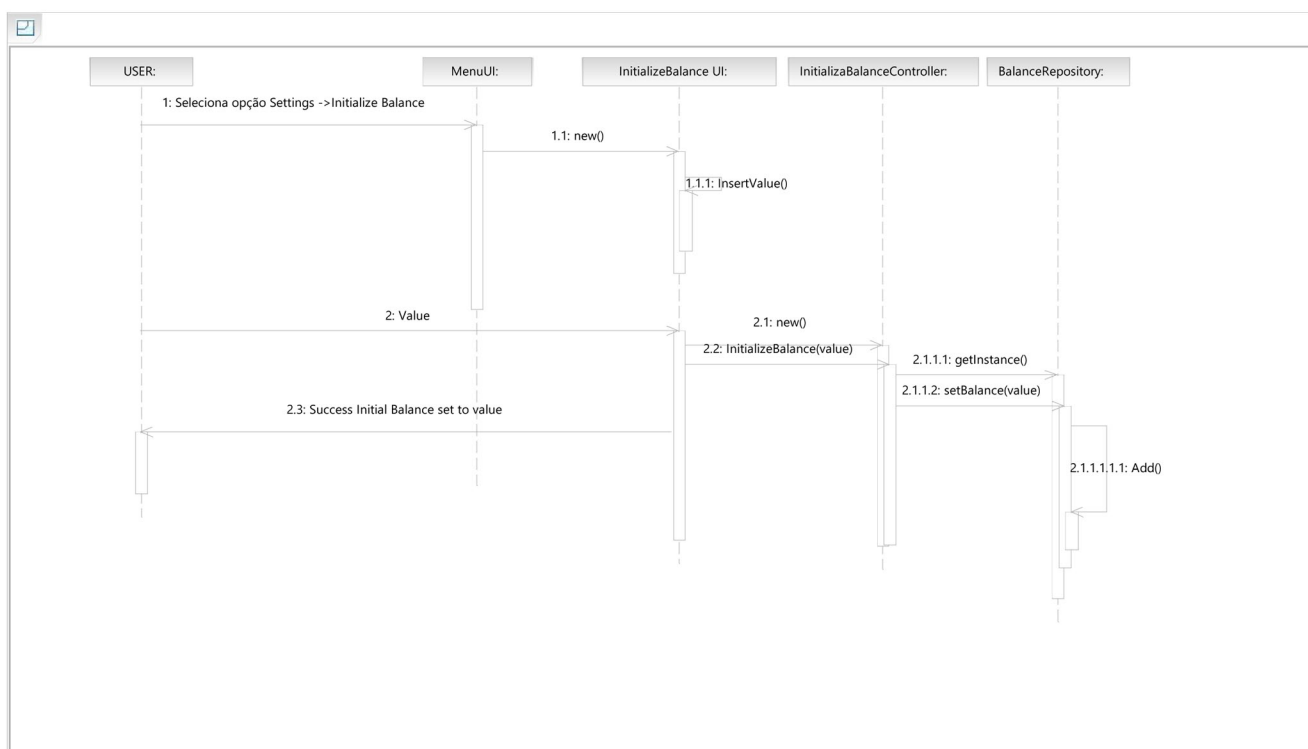 USER:
MenuUI:
InitializeBalance UI:
InitializaBalanceController:
BalanceRepository:
1: Seleciona opção Settings ->Initialize Balance
1.1: new()
1.1.1: InsertValue()
2: Value
2.1: new()
2.2: InitializeBalance(value)
2.1.1.1: getInstance()
2.1.1.2: setBalance(value)
2.3: Success Initial Balance set to value
2.1.1.1.1.1: Add()